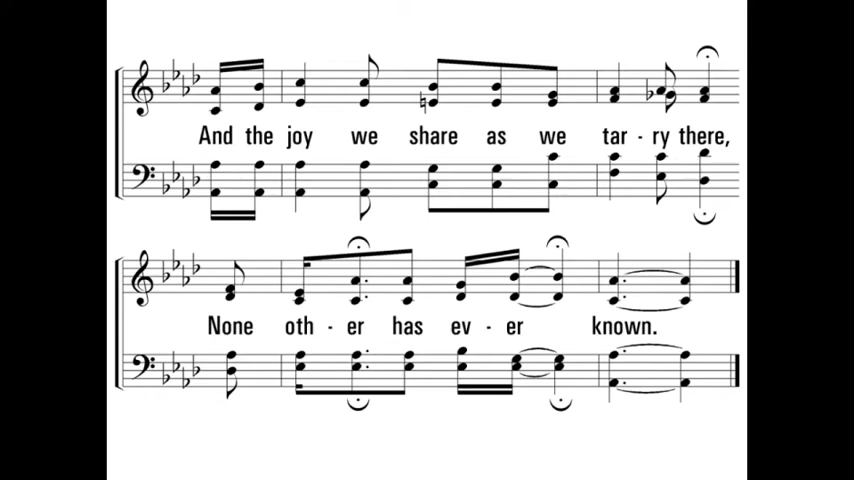 And the joy we share as we tar - ry there,
None oth - er has ev - er known.